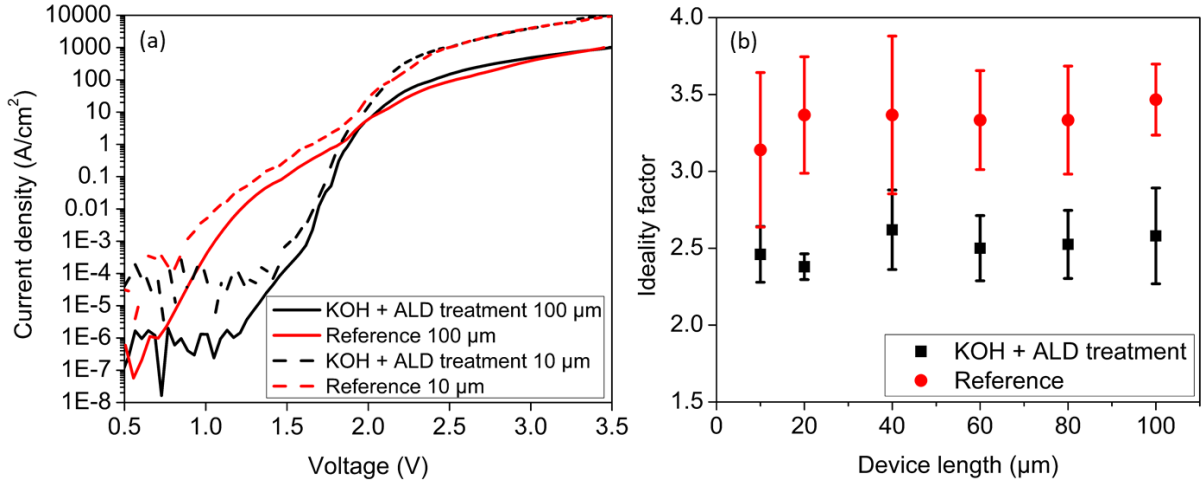 (a)
Current density (A/cm²)
10000
1000
100
10
1
0.1
0.01
1E-3
1E-4
1E-5
1E-6
1E-7
1E-8
KOH + ALD treatment 100 µm
Reference 100 µm
KOH + ALD treatment 10 µm
Reference 10 µm
0.5 1.0 1.5 2.0 2.5 3.0 3.5
Voltage (V)
(b)
Ideality factor
4.0
3.5
3.0
2.5
2.0
1.5
KOH + ALD treatment
Reference
0 20 40 60 80 100
Device length (µm)